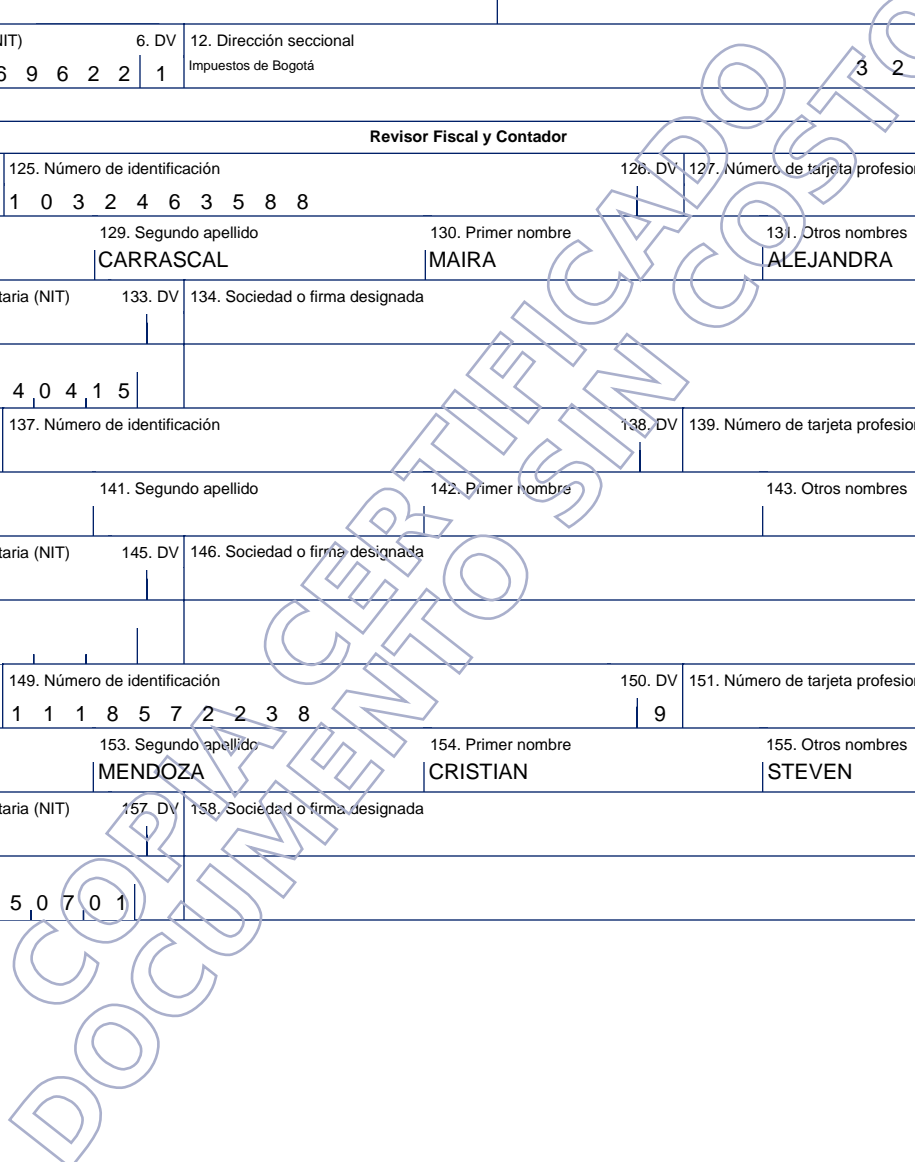 NIT) 6. DV 12. Dirección seccional
6 9 6 2 2 1 Impuestos de Bogotá 3 2
Revisor Fiscal y Contador
125. Número de identificación 126. DV 127. Número de tarjeta profesion
1 0 3 2 4 6 3 5 8 8
129. Segundo apellido 130. Primer nombre 131. Otros nombres
CARRASCAL MAIRA ALEJANDRA
taria (NIT) 133. DV 134. Sociedad o firma designada
4 0 4 1 5
137. Número de identificación 138. DV 139. Número de tarjeta profesion
141. Segundo apellido 142. Primer nombre 143. Otros nombres
taria (NIT) 145. DV 146. Sociedad o firma designada
149. Número de identificación 150. DV 151. Número de tarjeta profesion
1 1 1 8 5 7 2 2 3 8 9
153. Segundo apellido 154. Primer nombre 155. Otros nombres
MENDOZA CRISTIAN STEVEN
taria (NIT) 157. DV 158. Sociedad o firma designada
5 0 7 0 1
COPIA CERTIFICADO
DOCUMENTO SIN COSTO